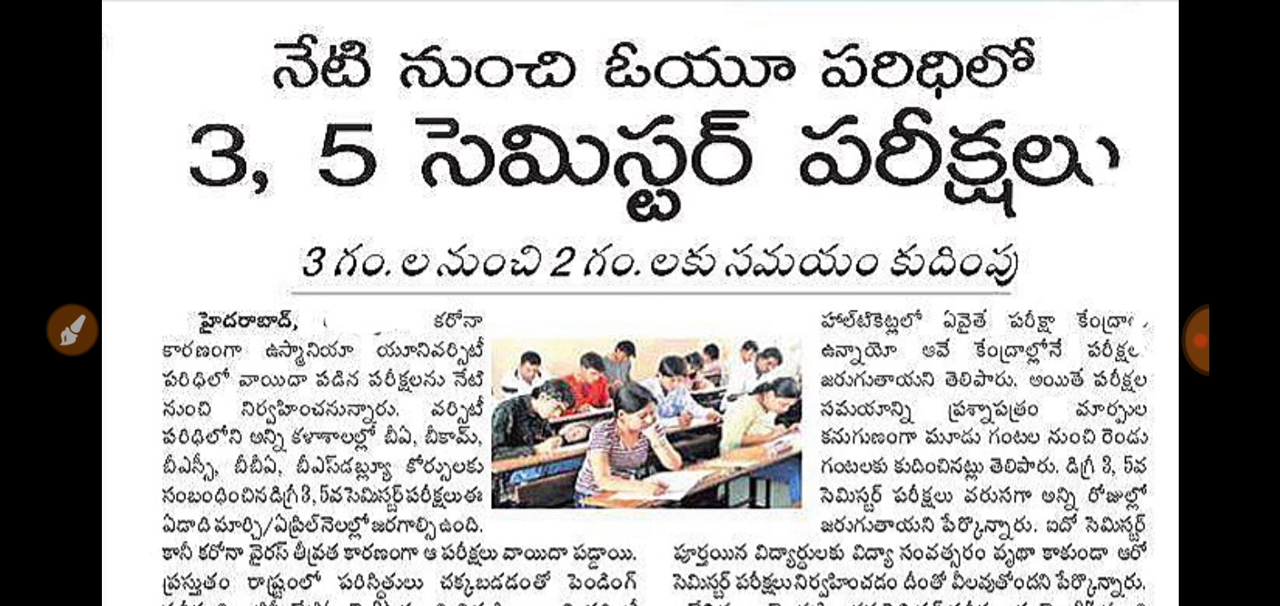 నేటి నుంచి ఓయూ పరిధిలో
3, 5 సెమిస్టర్ పరీక్షలు
3 గం. ల నుంచి 2 గం. లకు సమయం కుదింపు
హైదరాబాద్, కరోనా
కారణంగా ఉస్మానియా యూనివర్సిటీ
పరిధిలో వాయిదా పడిన పరీక్షలను నేటి
నుంచి నిర్వహించనున్నారు. వర్సిటీ
పరిధిలోని అన్ని కళాశాలల్లో బీఏ, బీకామ్,
బీఎస్సీ, బీబీఏ, బీఎస్‌డబ్ల్యూ కోర్సులకు
సంబంధించిన డిగ్రీ 3, 5వ సెమిస్టర్ పరీక్షలు ఈ
ఏడాది మార్చి/ఏప్రిల్ నెలల్లో జరగాల్సి ఉంది.
కానీ కరోనా వైరస్ తీవ్రత కారణంగా ఆ పరీక్షలు వాయిదా పడ్డాయి.
ప్రస్తుతం రాష్ట్రంలో పరిస్థితులు చక్కబడడంతో పెండింగ్
హాల్‌టికెట్లలో ఏవైతే పరీక్షా
ఉన్నాయో ఆవే కేంద్రాల్లోనే
జరుగుతాయని తెలిపారు. అయితే పరీక్షల
సమయాన్ని ప్రశ్నాపత్రం మార్పుల
కనుగుణంగా మూడు గంటల నుంచి రెండు
గంటలకు కుదించినట్లు తెలిపారు. డిగ్రీ 3, 5వ
సెమిస్టర్ పరీక్షలు వరుసగా అన్ని రోజుల్లో
జరుగుతాయని పేర్కొన్నారు. ఐదో సెమిస్టర్
పూర్తయిన విద్యార్థులకు విద్యా సంవత్సరం వృథా కాకుండా ఆరో
సెమిస్టర్ పరీక్షలు నిర్వహించడం దీంతో వీలవుతోందని పేర్కొన్నారు.